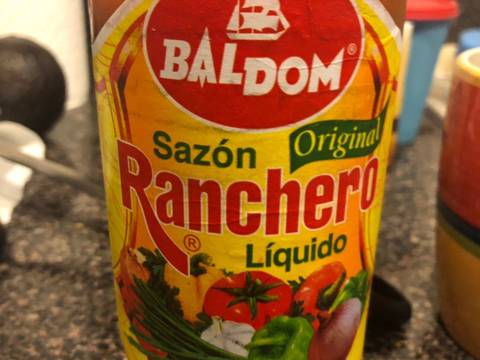 BALDOM®
Sazón Original
Ranchero®
Líquido